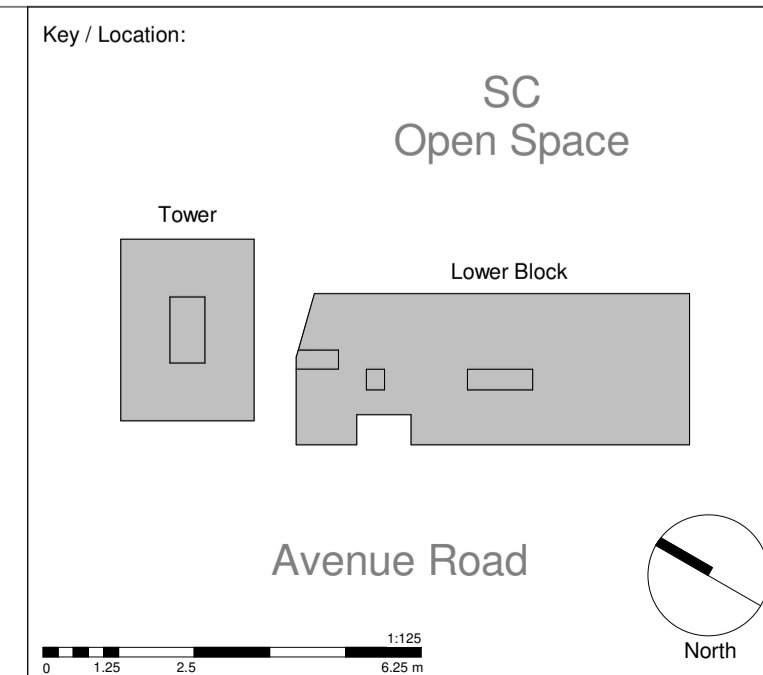 Key / Location:
SC
Open Space
Tower
Lower Block
Avenue Road
1:125
0 1.25 2.5 6.25 m
North